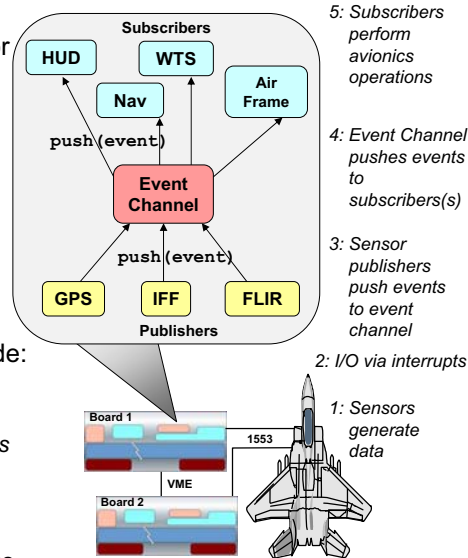 or
Subscribers
HUD
WTS
Nav
Air
Frame
push(event)
Event
Channel
push(event)
GPS
IFF
FLIR
Publishers
5: Subscribers
perform
avionics
operations
4: Event Channel
pushes events
to
subscribers(s)
3: Sensor
publishers
push events
to event
channel
de:
2: I/O via interrupts
1: Sensors
generate
data
s
Board 1
1553
VME
Board 2